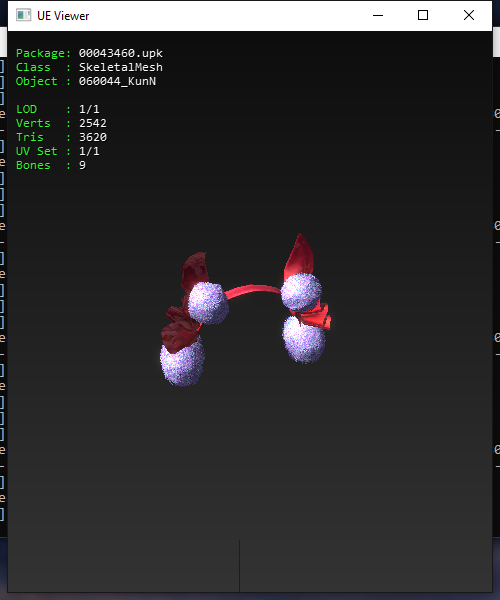 UE Viewer
Package: 00043460.upk
Class  : SkeletalMesh
Object : 060044_KunN
LOD    : 1/1
Verts  : 2542
Tris   : 3620
UV Set : 1/1
Bones  : 9